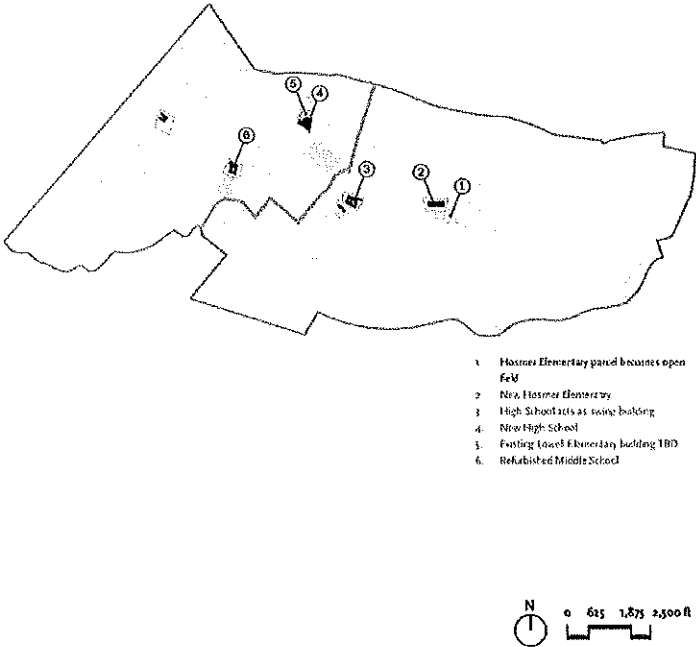 5
4
6
3
2
1
1 Hosmer Elementary parcel becomes open
field
2 New Hosmer Elementary
3 High School acts as swing building
4. New High School
5. Existing Lowell Elementary building TBD
6. Refurbished Middle School
N
0 625 1,875 2,500 ft